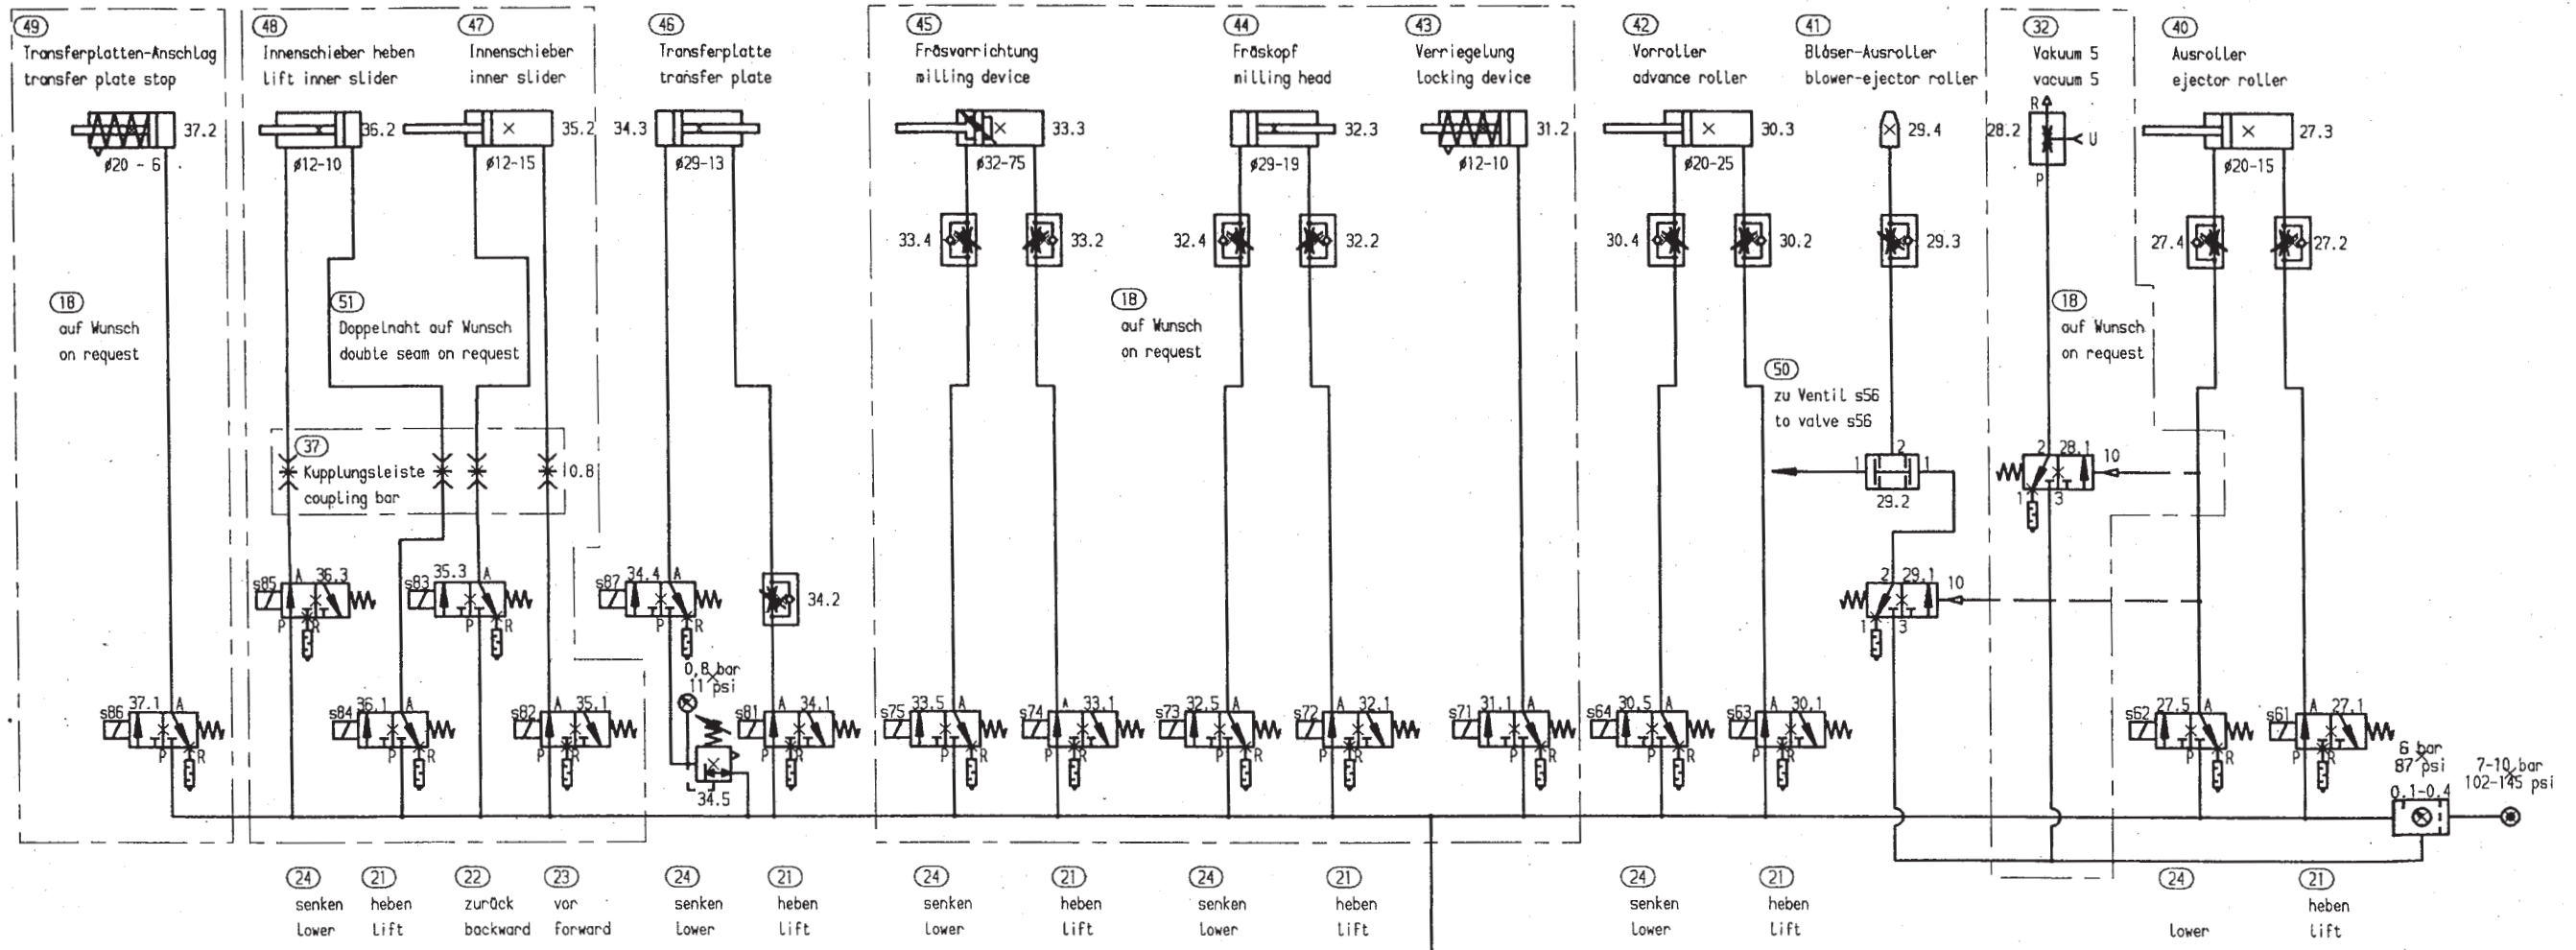 49
Transferplatten-Anschlag
transfer plate stop
37.2
ø20 - 6
48
Innenschieber heben
lift inner slider
36.2
ø12-10
47
Innenschieber
inner slider
35.2
ø12-15
46
Transferplatte
transfer plate
34.3
ø29-13
45
Fräsvorrichtung
milling device
33.3
ø32-75
44
Fräskopf
milling head
32.3
ø29-19
43
Verriegelung
locking device
31.2
ø12-10
42
Vorroller
advance roller
30.3
ø20-25
41
Bläser-Ausroller
blower-ejector roller
29.4
32
Vakuum 5
vacuum 5
R
28.2
U
P
40
Ausroller
ejector roller
27.3
ø20-15
33.4
33.2
32.4
32.2
30.4
30.2
29.3
27.4
27.2
18
auf Wunsch
on request
51
Doppelnaht auf Wunsch
double seam on request
18
auf Wunsch
on request
18
auf Wunsch
on request
50
zu Ventil s56
to valve s56
37
Kupplungsleiste
coupling bar
0.8
1
2
1
29.2
2
28.1
10
1
3
s85
A
36.3
P
R
s83
35.3
A
P
R
s87
34.4
A
P
R
34.2
2
29.1
10
1
3
0,8 bar
11 psi
34.5
s86
37.1
A
P
R
s84
36.1
A
P
R
s82
A
35.1
P
R
s81
A
34.1
P
R
s75
33.5
A
P
R
s74
A
33.1
P
R
s73
32.5
A
P
R
s72
A
32.1
P
R
s71
31.1
A
P
R
s64
30.5
A
P
R
s63
A
30.1
P
R
s62
27.5
A
P
R
s61
A
27.1
P
R
6 bar
87 psi
0.1-0.4
7-10 bar
102-145 psi
24
senken
lower
21
heben
lift
22
zurück
backward
23
vor
forward
24
senken
lower
21
heben
lift
24
senken
lower
21
heben
lift
24
senken
lower
21
heben
lift
24
senken
lower
21
heben
lift
24
lower
21
heben
lift